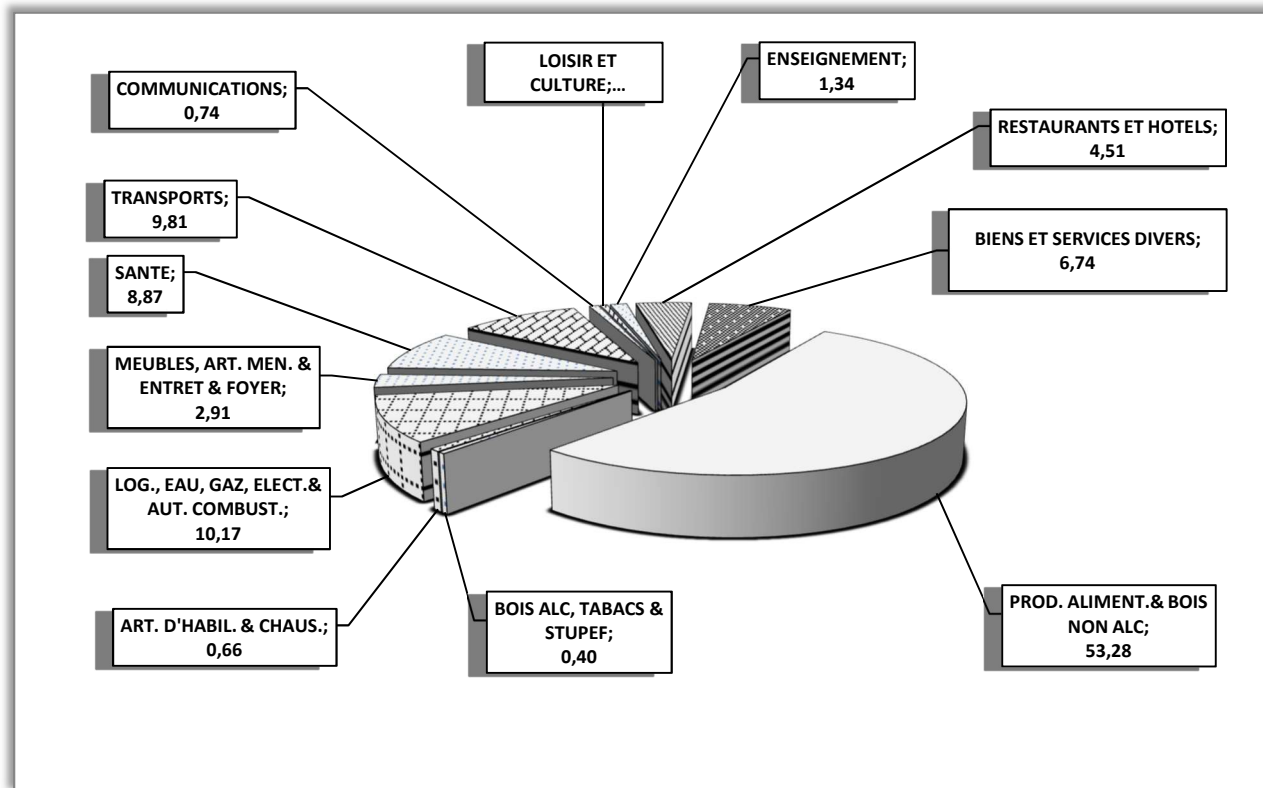 LOISIR ET
CULTURE;...
ENSEIGNEMENT;
1,34
COMMUNICATIONS;
0,74
RESTAURANTS ET HOTELS;
4,51
TRANSPORTS;
9,81
BIENS ET SERVICES DIVERS;
6,74
SANTE;
8,87
MEUBLES, ART. MEN. &
ENTRET & FOYER;
2,91
LOG., EAU, GAZ, ELECT.&
AUT. COMBUST.;
10,17
ART. D'HABIL. & CHAUS.;
0,66
BOIS ALC, TABACS &
STUPEF;
0,40
PROD. ALIMENT.& BOIS
NON ALC;
53,28